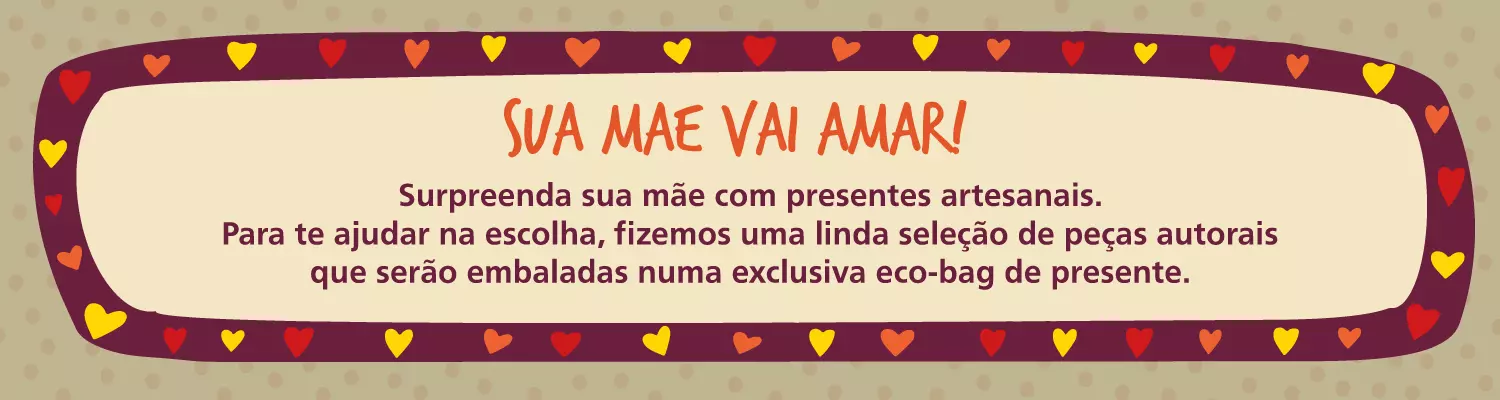 SUA MAE VAI AMAR!
Surpreenda sua mãe com presentes artesanais.
Para te ajudar na escolha, fizemos uma linda seleção de peças autorais
que serão embaladas numa exclusiva eco-bag de presente.